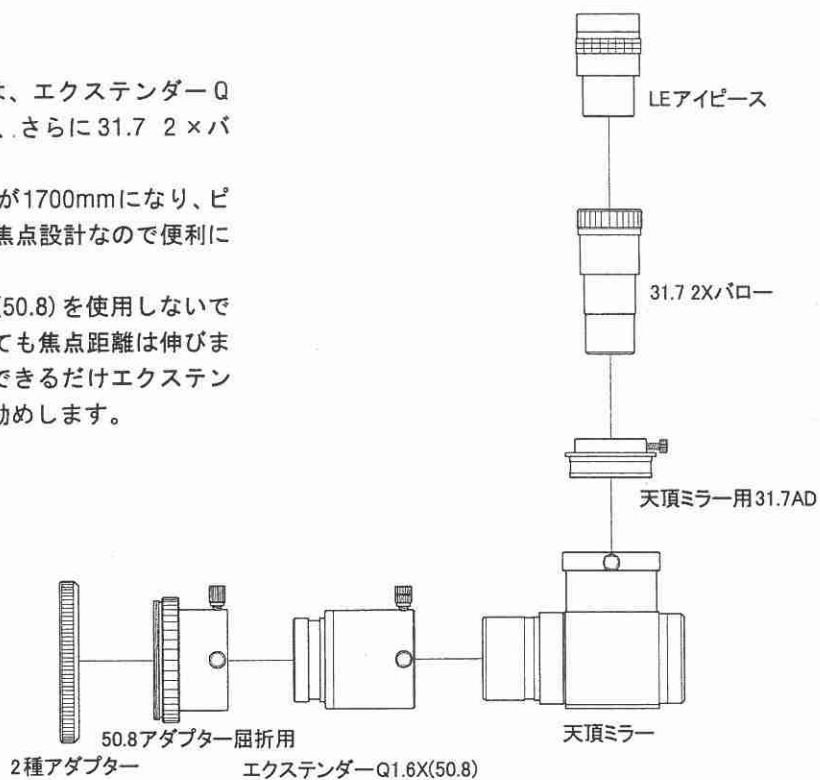 は、エクステンダーQ
、さらに31.7 2×バ
が1700mmになり、ピ
焦点設計なので便利に
(50.8)を使用しないで
ても焦点距離は伸びま
できるだけエクステン
勧めします。
LEアイピース
31.7 2Xバロー
天頂ミラー用31.7AD
天頂ミラー
50.8アダプター屈折用
2種アダプター
エクステンダーQ1.6X(50.8)